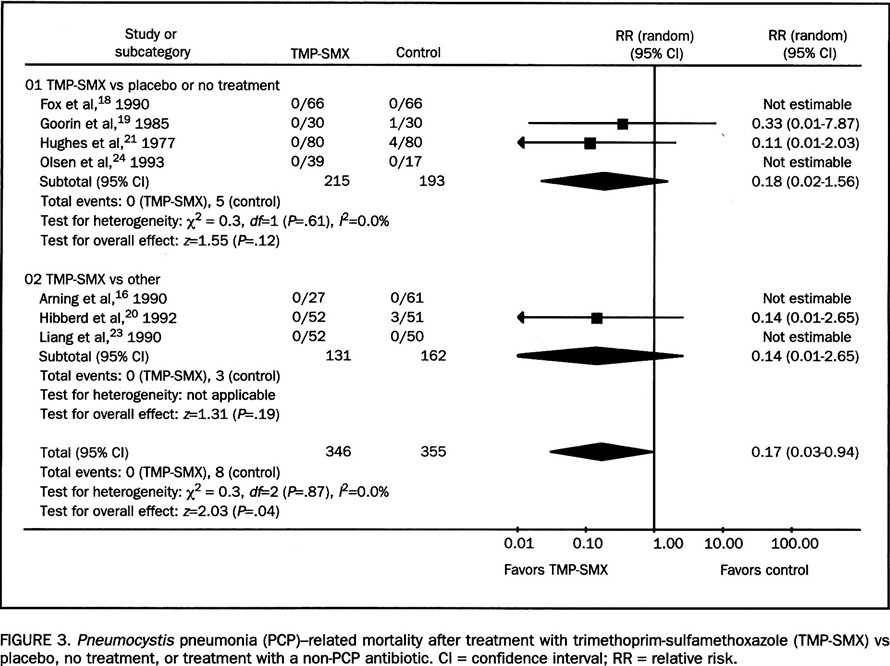 Study or subcategory TMP-SMX Control RR (random) (95% CI) RR (random) (95% CI)
01 TMP-SMX vs placebo or no treatment
Fox et al,18 1990 0/66 0/66 Not estimable
Goorin et al,19 1985 0/30 1/30 0.33 (0.01-7.87)
Hughes et al,21 1977 0/80 4/80 0.11 (0.01-2.03)
Olsen et al,24 1993 0/39 0/17 Not estimable
Subtotal (95% CI) 215 193 0.18 (0.02-1.56)
Total events: 0 (TMP-SMX), 5 (control)
Test for heterogeneity: χ2 = 0.3, df=1 (P=.61), I2=0.0%
Test for overall effect: z=1.55 (P=.12)
02 TMP-SMX vs other
Arning et al,16 1990 0/27 0/61 Not estimable
Hibberd et al,20 1992 0/52 3/51 0.14 (0.01-2.65)
Liang et al,23 1990 0/52 0/50 Not estimable
Subtotal (95% CI) 131 162 0.14 (0.01-2.65)
Total events: 0 (TMP-SMX), 3 (control)
Test for heterogeneity: not applicable
Test for overall effect: z=1.31 (P=.19)
Total (95% CI) 346 355 0.17 (0.03-0.94)
Total events: 0 (TMP-SMX), 8 (control)
Test for heterogeneity: χ2 = 0.3, df=2 (P=.87), I2=0.0%
Test for overall effect: z=2.03 (P=.04)
0.01 0.10 1.00 10.00 100.00
Favors TMP-SMX Favors control
FIGURE 3. Pneumocystis pneumonia (PCP)–related mortality after treatment with trimethoprim-sulfamethoxazole (TMP-SMX) vs
placebo, no treatment, or treatment with a non-PCP antibiotic. CI = confidence interval; RR = relative risk.